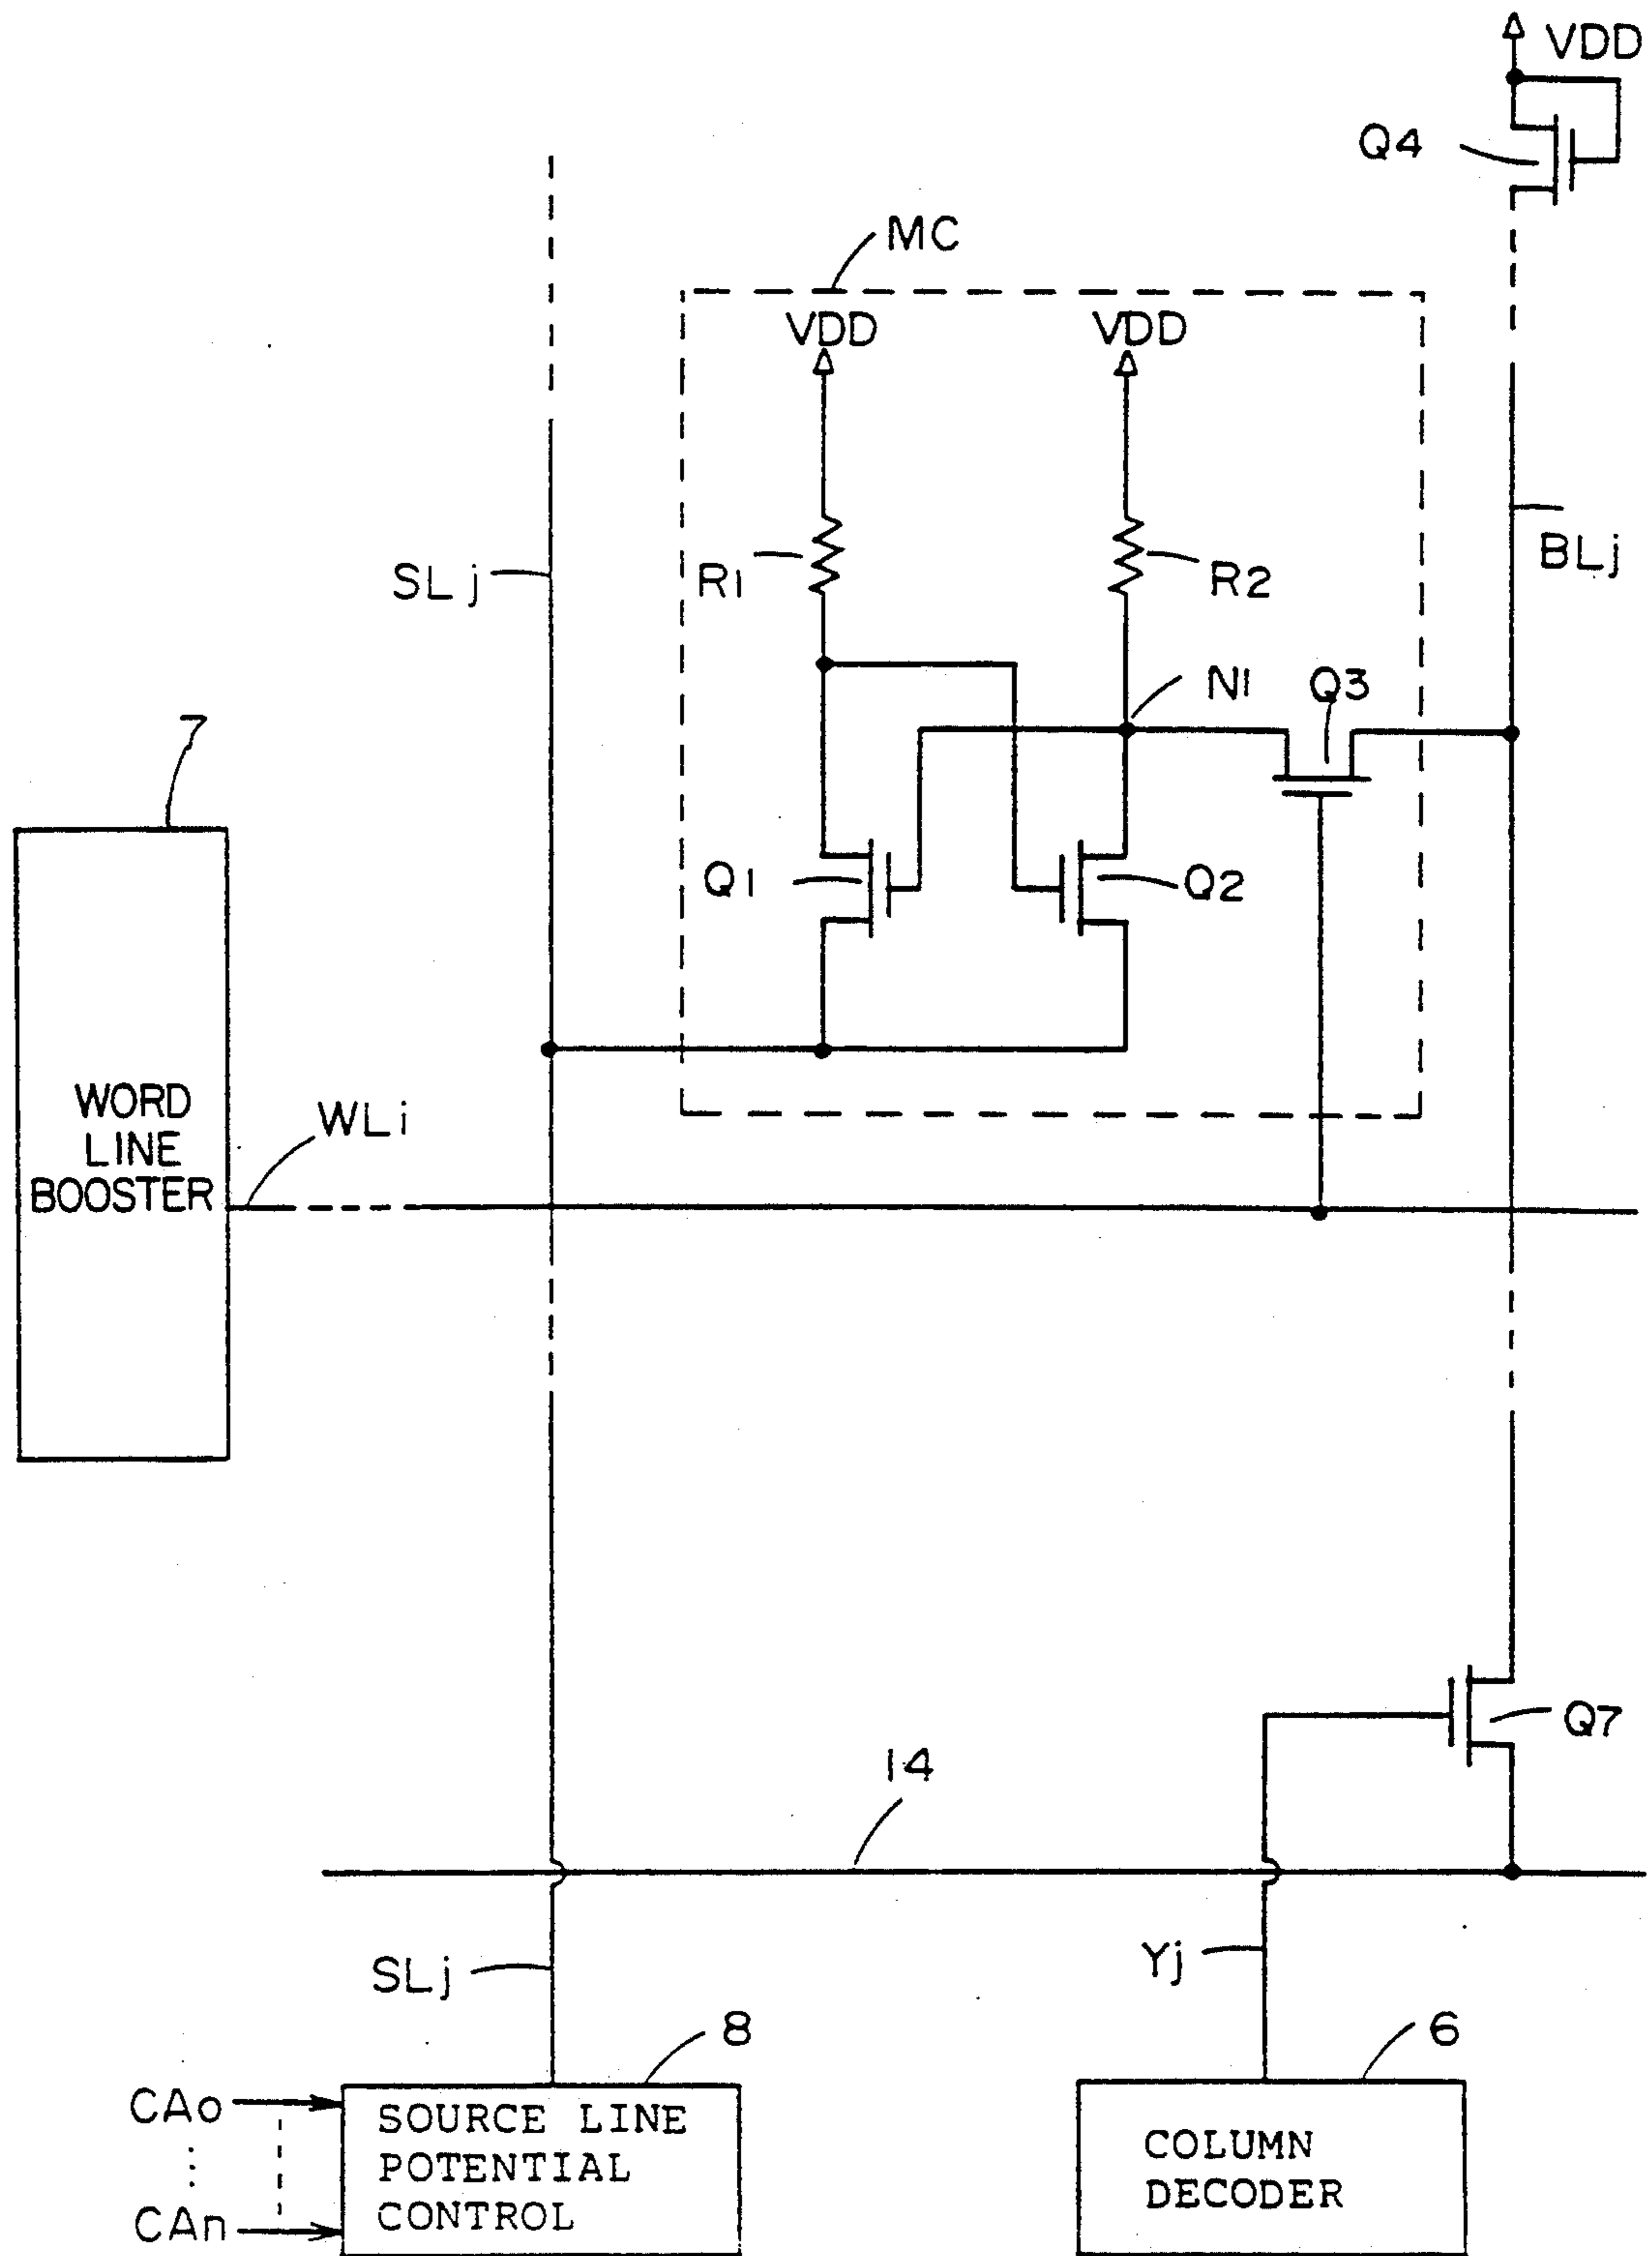 VDD
Q4
MC
VDD
VDD
SLj
R1
R2
BLj
N1
Q3
7
Q1
Q2
WORD
LINE
BOOSTER
WLi
Q7
14
SLj
Yj
8
6
CAo
SOURCE LINE
POTENTIAL
CONTROL
COLUMN
DECODER
CAn